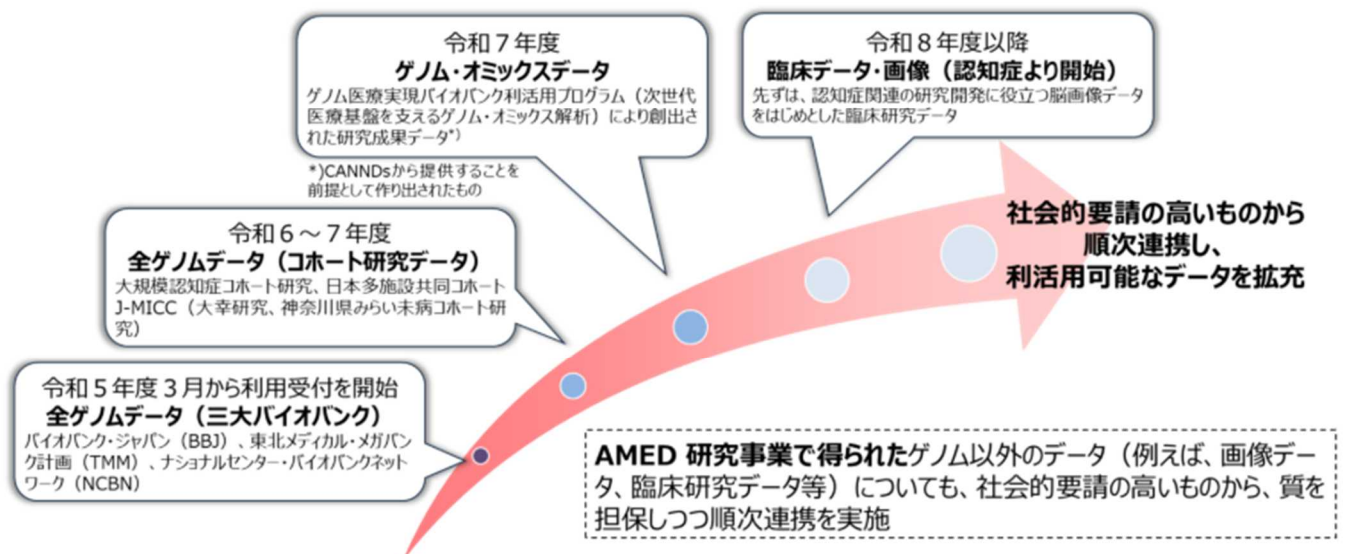 令和7年度
ゲノム・オミックスデータ
ゲノム医療実現バイオバンク利活用プログラム（次世代
医療基盤を支えるゲノム・オミックス解析）により創出さ
れた研究成果データ*）
*)CANNDsから提供することを
前提として作り出されたもの
令和8年度以降
臨床データ・画像（認知症より開始）
先ずは、認知症関連の研究開発に役立つ脳画像データ
をはじめとした臨床研究データ
令和６～７年度
全ゲノムデータ（コホート研究データ）
大規模認知症コホート研究、日本多施設共同コホート
J-MICC（大幸研究、神奈川県みらい未病コホート研
究）
令和５年度３月から利用受付を開始
全ゲノムデータ（三大バイオバンク）
バイオバンク・ジャパン（BBJ）、東北メディカル・メガバン
ク計画（TMM）、ナショナルセンター・バイオバンクネット
ワーク（NCBN）
社会的要請の高いものから
順次連携し、
利活用可能なデータを拡充
AMED 研究事業で得られたゲノム以外のデータ（例えば、画像デー
タ、臨床研究データ等）についても、社会的要請の高いものから、質を
担保しつつ順次連携を実施